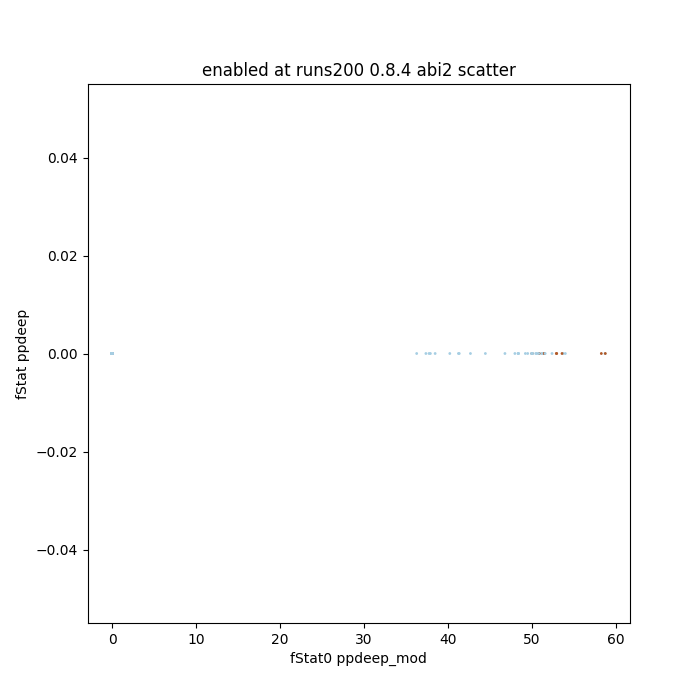 enabled at runs200 0.8.4 abi2 scatter
0.04
0.02
0.00
−0.02
−0.04
fStat ppdeep
0 10 20 30 40 50 60
fStat0 ppdeep_mod